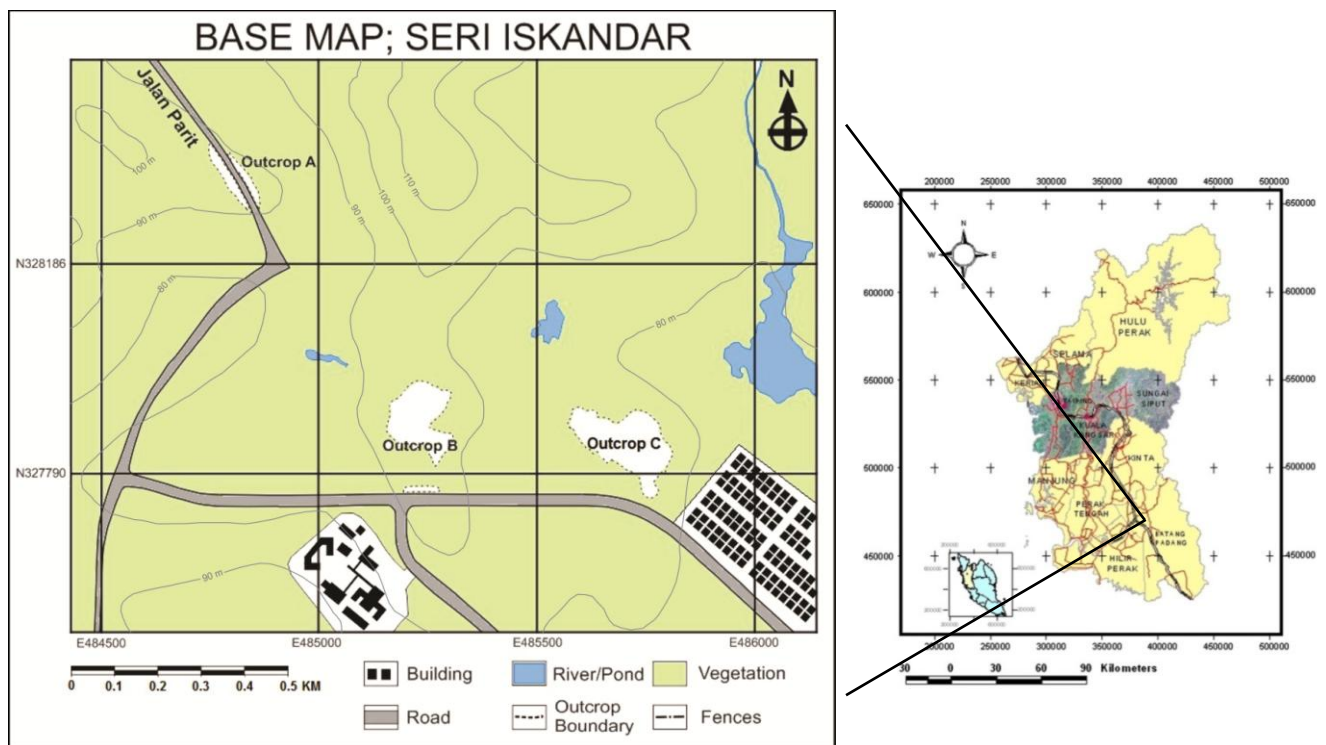 BASE MAP; SERI ISKANDAR
Jalan Parit
N
Outcrop A
100 m
90 m
90 m
100 m
110 m
N328186
80 m
80 m
Outcrop B
Outcrop C
N327790
90 m
E484500
E485000
E485500
E486000
0
0.1
0.2
0.3
0.4
0.5 KM
Building
River/Pond
Vegetation
Road
Outcrop
Boundary
Fences
200000
250000
300000
350000
400000
450000
500000
650000
650000
N
W
E
600000
600000
HULU
PERAK
SELAMA
550000
SUNGAI
SIPUT
500000
KINTA
MANJUNG
PERAK
TENGAH
450000
450000
BATANG
PADANG
HILIR
PERAK
200000
250000
300000
350000
400000
450000
500000
30
0
30
60
90
Kilometers